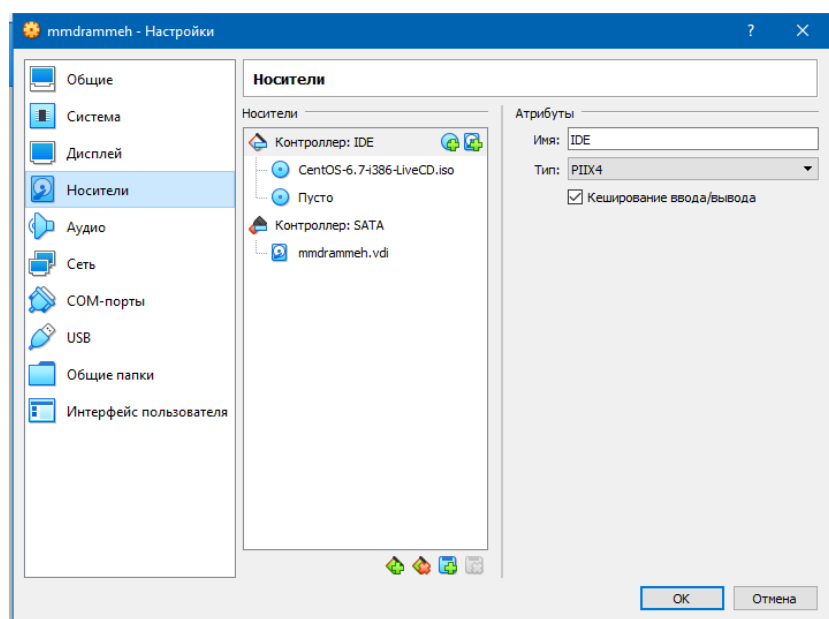 mmdrammeh - Настройки
?
Общие
Система
Дисплей
Носители
Аудио
Сеть
COM-порты
USB
Общие папки
Интерфейс пользователя
Носители
Носители
Контроллер: IDE
CentOS-6.7-i386-LiveCD.iso
Пусто
Контроллер: SATA
mmdrammeh.vdi
Атрибуты
Имя: IDE
Тип: PIIX4
Кеширование ввода/вывода
OK
Отмена